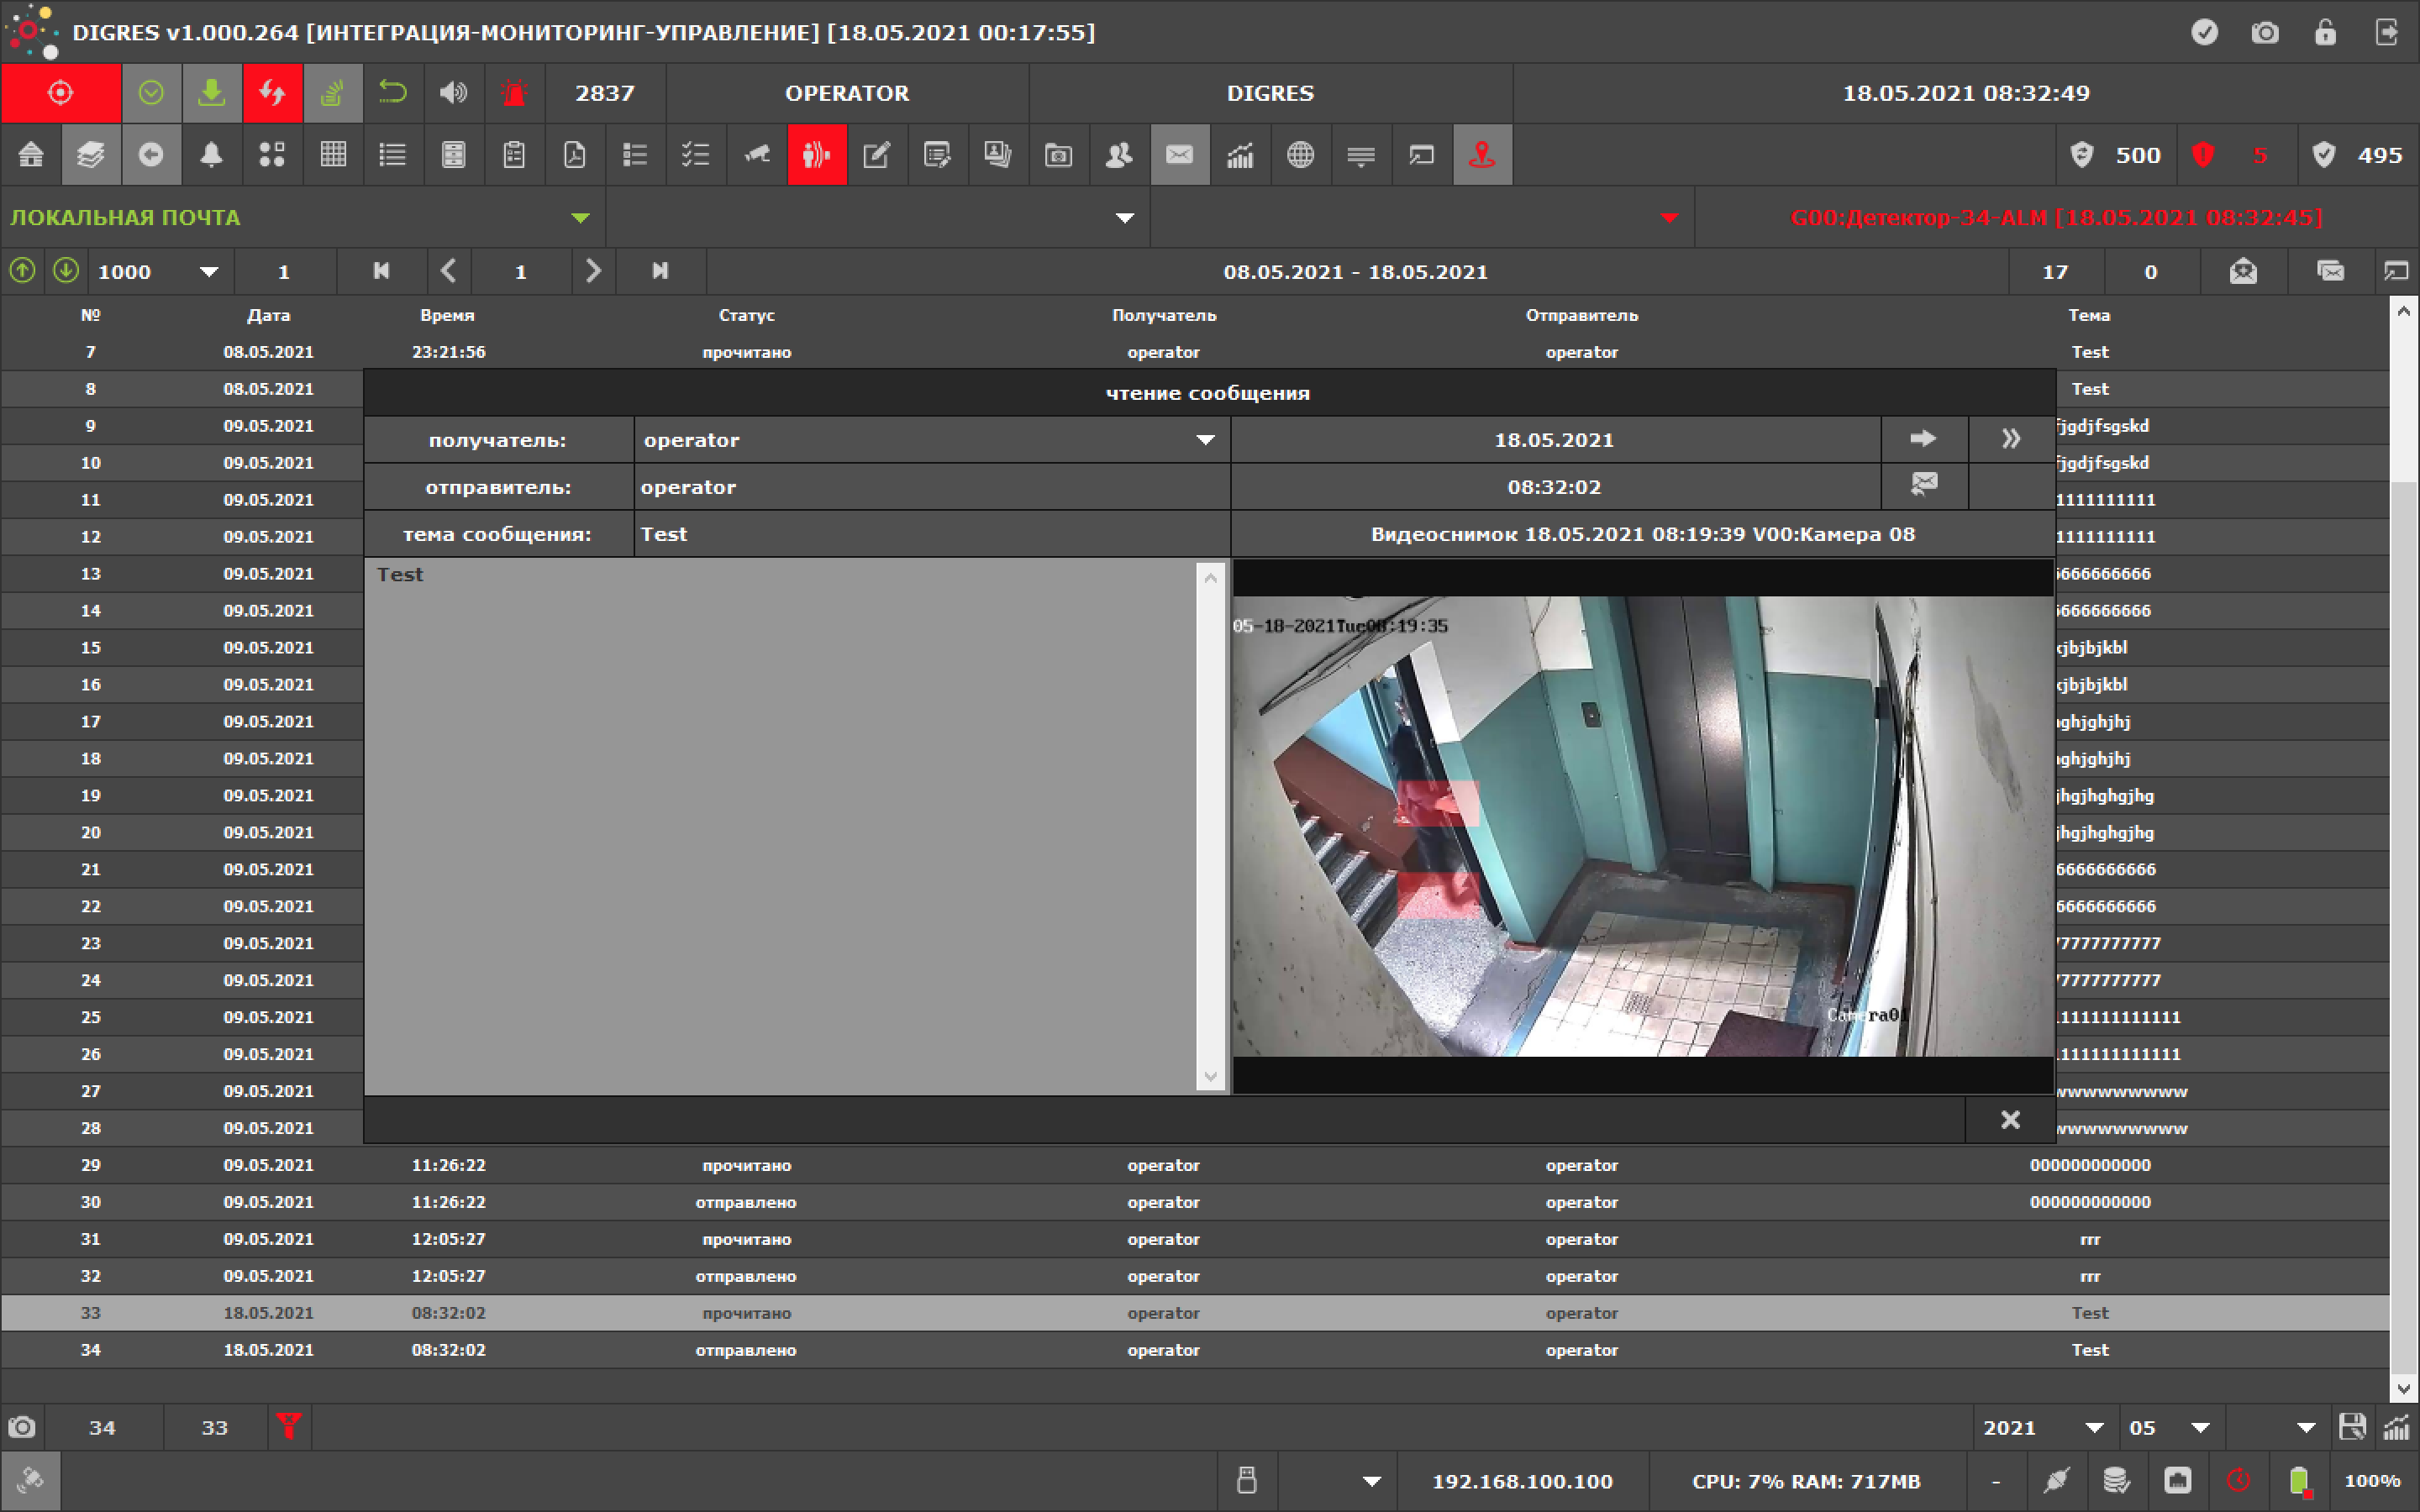 DIGRES v1.000.264 [ИНТЕГРАЦИЯ-МОНИТОРИНГ-УПРАВЛЕНИЕ] [18.05.2021 00:17:55]
2837 OPERATOR DIGRES 18.05.2021 08:32:49
500 5 495
ЛОКАЛЬНАЯ ПОЧТА G00:Детектор-34-ALM [18.05.2021 08:32:45]
1000 1 1 08.05.2021 - 18.05.2021 17 0
№ Дата Время Статус Получатель Отправитель Тема
7 08.05.2021 23:21:56 прочитано operator operator Test
8 08.05.2021 Test
9 09.05.2021 fjgdjfsgskd
10 09.05.2021 fjgdjfsgskd
11 09.05.2021 1111111111
12 09.05.2021 1111111111
13 09.05.2021 6666666666
14 09.05.2021 6666666666
15 09.05.2021 jbjbjkbl
16 09.05.2021 jbjbjkbl
17 09.05.2021 ghjghjhj
18 09.05.2021 ghjghjhj
19 09.05.2021 jhgjhghgjhg
20 09.05.2021 jhgjhghgjhg
21 09.05.2021 6666666666
22 09.05.2021 6666666666
23 09.05.2021 77777777777
24 09.05.2021 77777777777
25 09.05.2021 111111111111
26 09.05.2021 111111111111
27 09.05.2021 wwwwwwwwww
28 09.05.2021 wwwwwwwwww
чтение сообщения
получатель: operator 18.05.2021
отправитель: operator 08:32:02
тема сообщения: Test Видеоснимок 18.05.2021 08:19:39 V00:Камера 08
Test
05-18-2021Tue08:19:35
Camera01
29 09.05.2021 11:26:22 прочитано operator operator 000000000000
30 09.05.2021 11:26:22 отправлено operator operator 000000000000
31 09.05.2021 12:05:27 прочитано operator operator rrr
32 09.05.2021 12:05:27 отправлено operator operator rrr
33 18.05.2021 08:32:02 прочитано operator operator Test
34 18.05.2021 08:32:02 отправлено operator operator Test
34 33 2021 05
192.168.100.100 CPU: 7% RAM: 717MB - 100%